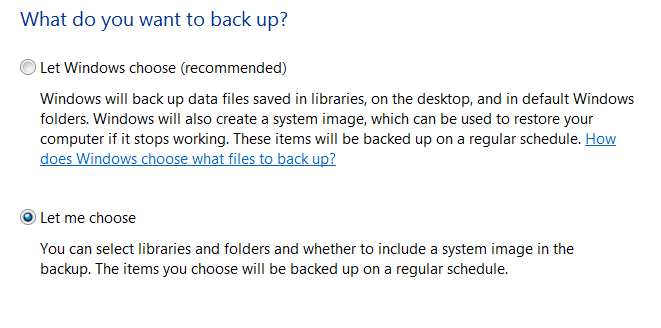 What do you want to back up?
Let Windows choose (recommended)
Windows will back up data files saved in libraries, on the desktop, and in default Windows
folders. Windows will also create a system image, which can be used to restore your
computer if it stops working. These items will be backed up on a regular schedule. How
does Windows choose what files to back up?
Let me choose
You can select libraries and folders and whether to include a system image in the
backup. The items you choose will be backed up on a regular schedule.